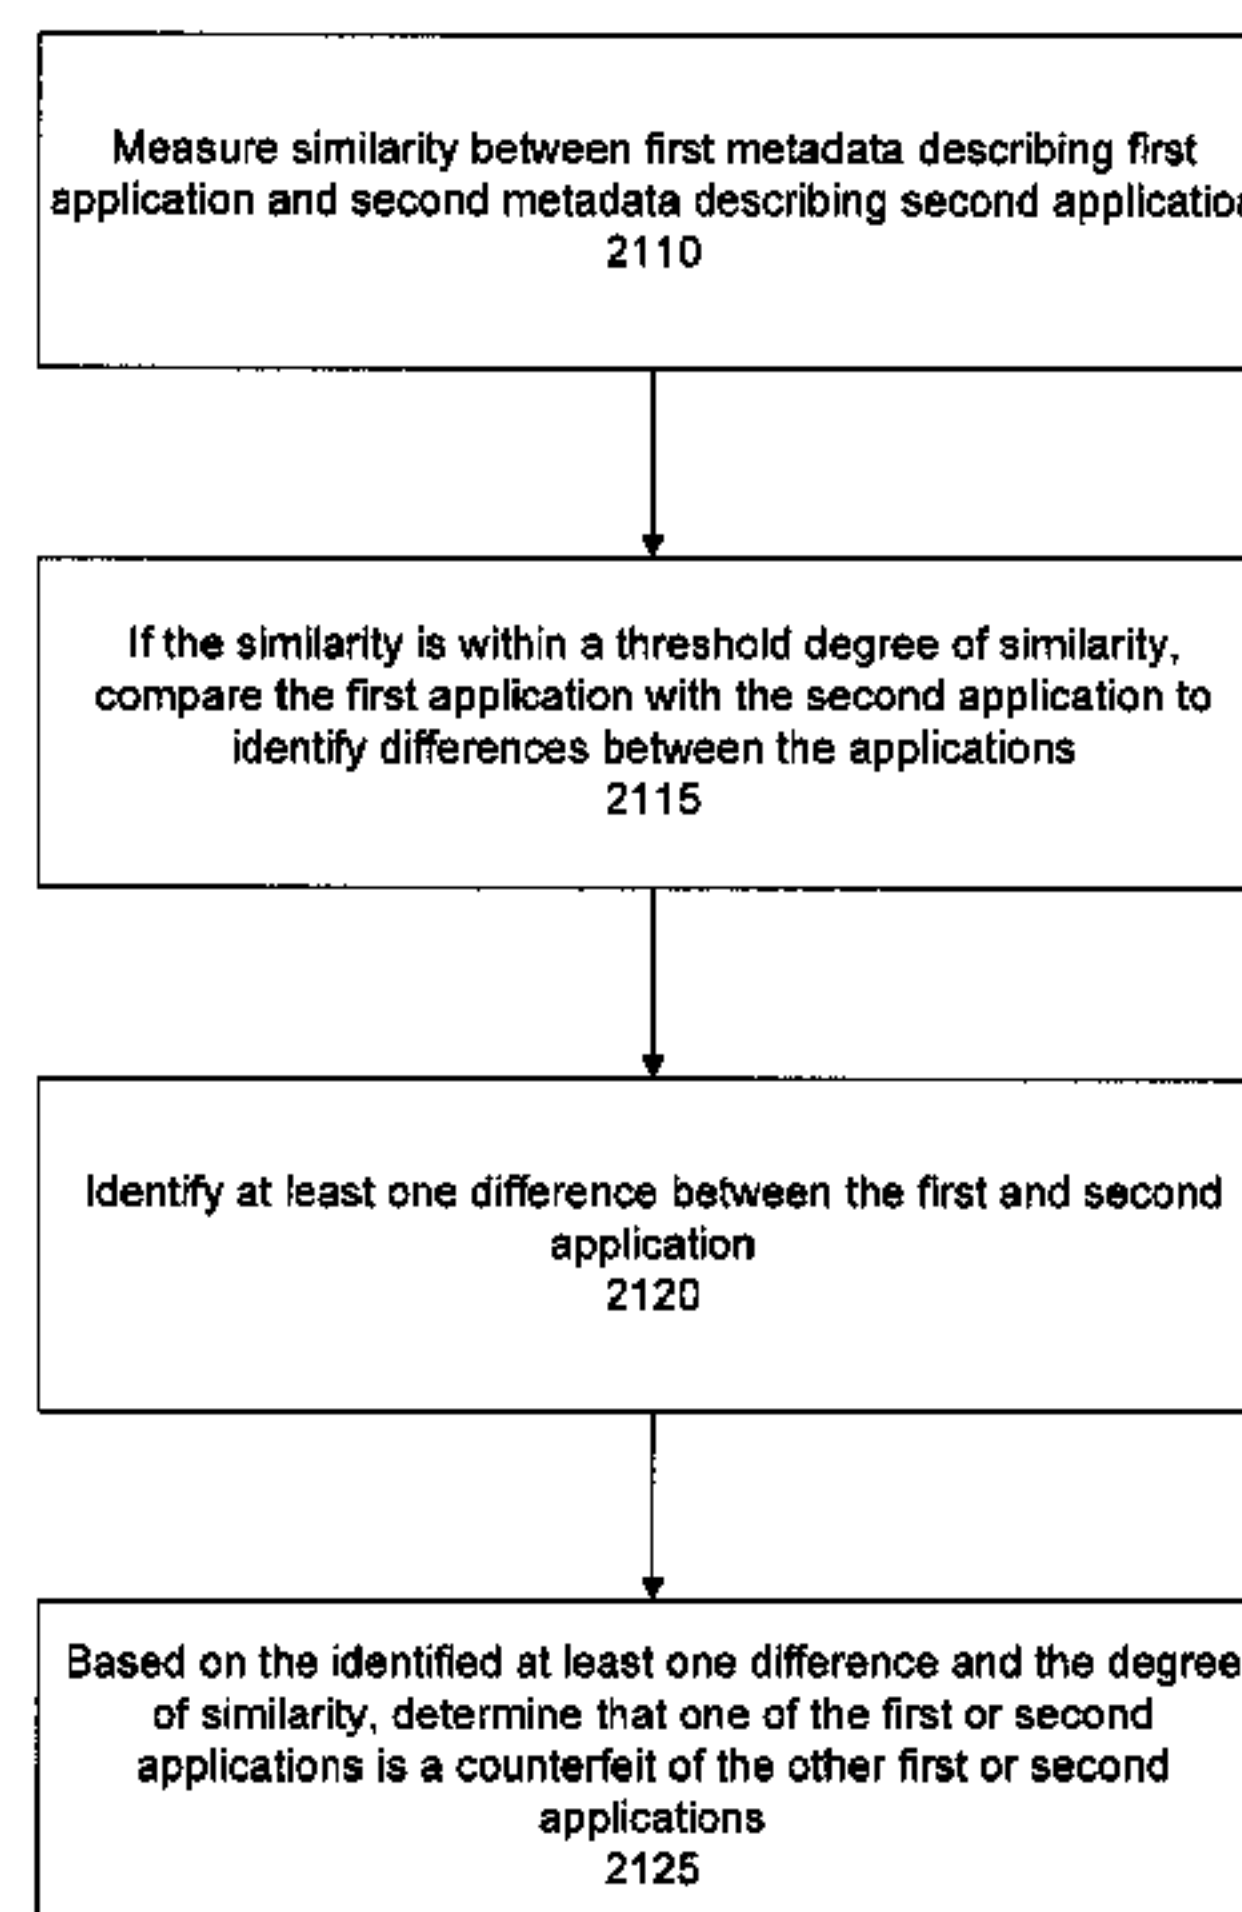 Measure similarity between first metadata describing first
application and second metadata describing second applicatio
2110
If the similarity is within a threshold degree of similarity,
compare the first application with the second application to
identify differences between the applications
2115
Identify at least one difference between the first and second
application
2120
Based on the identified at least one difference and the degree
of similarity, determine that one of the first or second
applications is a counterfeit of the other first or second
applications
2125